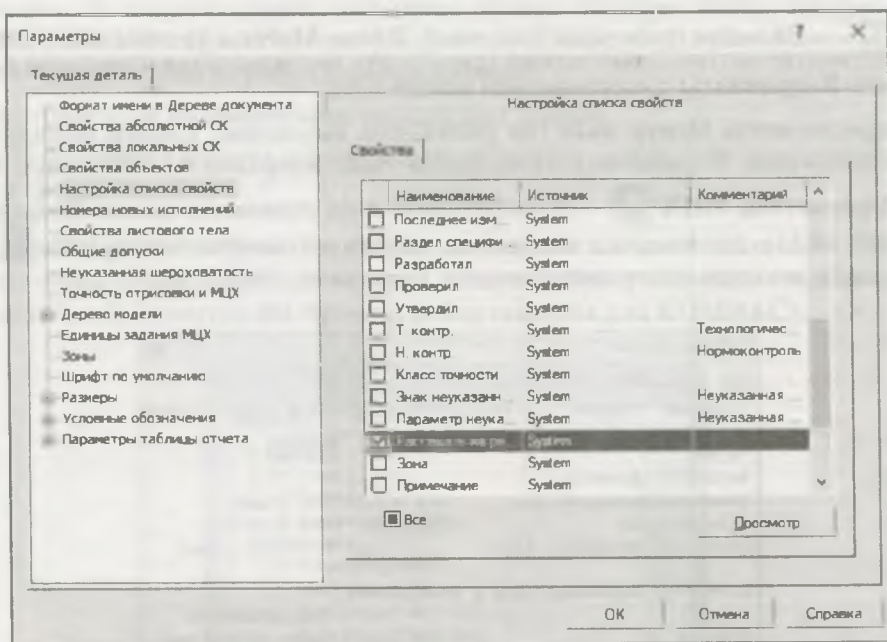 Параметры
?
×
Текущая деталь
Формат имени в Дереве документа
Свойства абсолютной СК
Свойства локальных СК
Свойства объектов
Настройка списка свойств
Номера новых исполнений
Свойства листового тела
Общие допуски
Неуказанная шероховатость
Точность отрисовки и МЦХ
Дерево модели
Единицы задания МЦХ
Зоны
Шрифт по умолчанию
Размеры
Условные обозначения
Параметры таблицы отчета
Настройка списка свойств
Свойства
Наименование Источник Комментарий
Последнее изм... System
Раздел специфи... System
Разработал System
Проверил System
Утвердил System
Т. контр. System Технологичес...
Н. контр. System Нормоконтроль
Класс точности System
Знак неуказанн... System Неуказанная ...
Параметр неука... System Неуказанная ...
System
Зона System
Примечание System
Все
Просмотр
ОК Отмена Справка